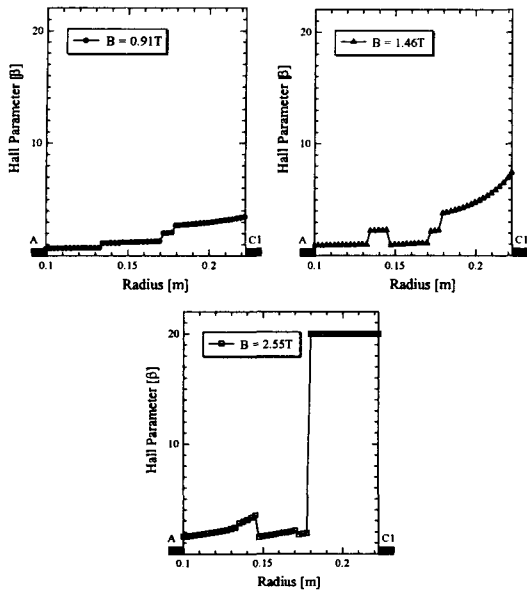 20
10
Hall Parameter [β]
B = 0.91T
A
C1
0.1
0.15
0.2
Radius [m]
20
10
Hall Parameter [β]
B = 1.46T
A
C1
0.1
0.15
0.2
Radius [m]
20
10
Hall Parameter [β]
B = 2.55T
A
C1
0.1
0.15
0.2
Radius [m]